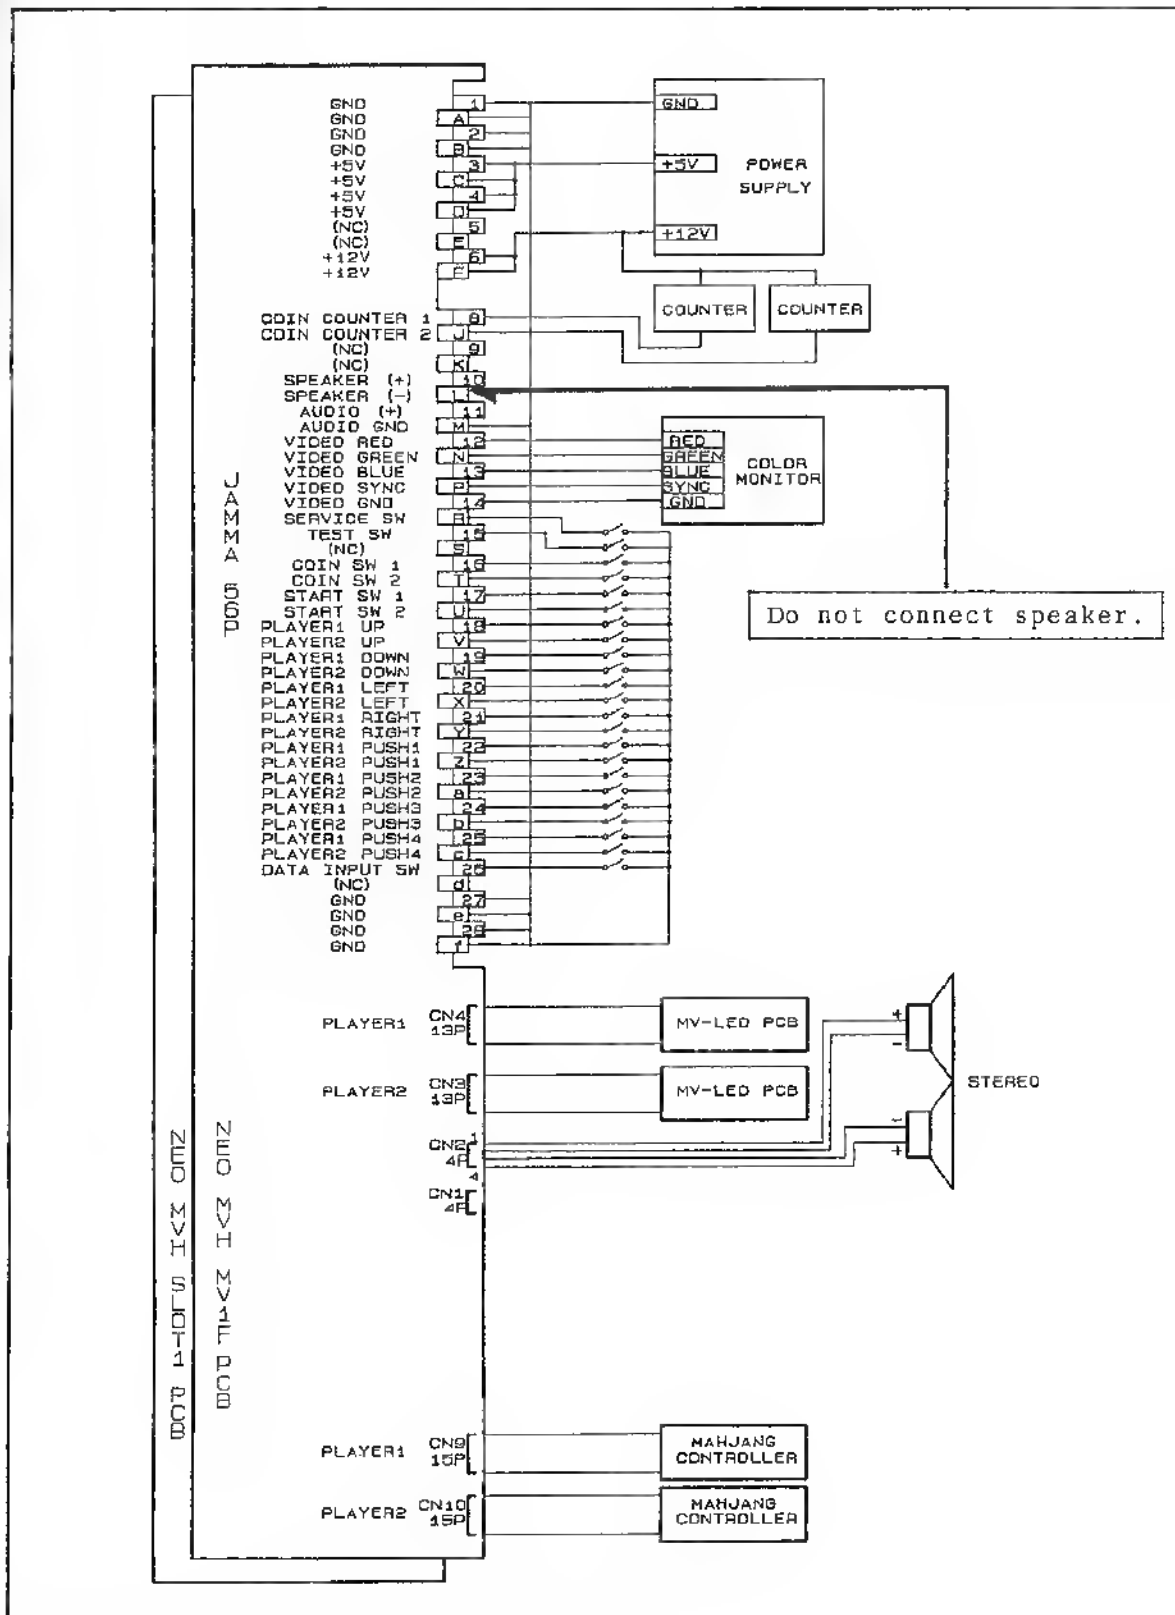 GND 1
GND A
GND 2
GND B
+5V 3
+5V C
+5V 4
+5V D
(NC) 5
(NC) E
+12V 6
+12V F
GND
+5V
+12V
POWER
SUPPLY
COUNTER COUNTER
COIN COUNTER 1 8
COIN COUNTER 2 J
(NC) 9
(NC) K
SPEAKER (+) 10
SPEAKER (-) L
AUDIO (+) 11
AUDIO GND M
VIDEO RED 12
VIDEO GREEN N
VIDEO BLUE 13
VIDEO SYNC P
VIDEO GND 14
SERVICE SW R
TEST SW 15
(NC) S
COIN SW 1 16
COIN SW 2 T
START SW 1 17
START SW 2 U
PLAYER1 UP 18
PLAYER2 UP V
PLAYER1 DOWN 19
PLAYER2 DOWN W
PLAYER1 LEFT 20
PLAYER2 LEFT X
PLAYER1 RIGHT 21
PLAYER2 RIGHT Y
PLAYER1 PUSH1 22
PLAYER2 PUSH1 Z
PLAYER1 PUSH2 23
PLAYER2 PUSH2 a
PLAYER1 PUSH3 24
PLAYER2 PUSH3 b
PLAYER1 PUSH4 25
PLAYER2 PUSH4 c
DATA INPUT SW 26
(NC) d
GND 27
GND e
GND 28
GND f
RED
GREEN
BLUE
SYNC
GND
COLOR
MONITOR
Do not connect speaker.
JAMMA 56P
PLAYER1 CN4
13P
MV-LED PCB
PLAYER2 CN3
13P
MV-LED PCB
CN2 1
4P
4
CN1
4P
+
-
-
+
STEREO
NEO MVH SLOT1 PCB
NEO MVH MV1F PCB
PLAYER1 CN9
15P
MAHJANG
CONTROLLER
PLAYER2 CN10
15P
MAHJANG
CONTROLLER